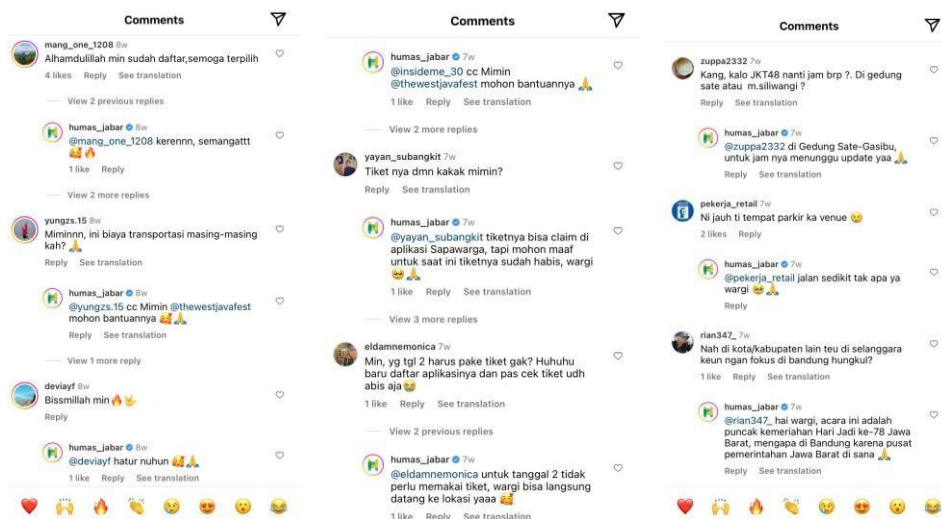 Comments
mang_one_1208 8w
Alhamdulillah min sudah daftar,semoga terpilih
4 likes Reply See translation
View 2 previous replies
humas_jabar 8w
@mang_one_1208 kerennn, semangattt
🥰🔥
1 like Reply
View 2 more replies
yungzs.15 8w
Miminnn, ini biaya transportasi masing-masing
kah? 🙏
Reply See translation
humas_jabar 8w
@yungzs.15 cc Mimin @thewestjavafest
mohon bantuannya 🥰🙏
Reply See translation
View 1 more reply
deviayf 8w
Bissmillah min🔥🤟
Reply
humas_jabar 8w
@deviayf hatur nuhun 🥰🙏
1 like Reply See translation
Comments
humas_jabar 7w
@insideme_30 cc Mimin
@thewestjavafest mohon bantuannya 🙏
1 like Reply See translation
View 2 more replies
yayan_subangkit 7w
Tiket nya dmn kakak mimin?
Reply See translation
humas_jabar 7w
@yayan_subangkit tiketnya bisa claim di
aplikasi Sapawarga, tapi mohon maaf
untuk saat ini tiketnya sudah habis, wargi
🥹🙏
1 like Reply See translation
View 3 more replies
eldamnemonica 7w
Min, yg tgl 2 harus pake tiket gak? Huhuhu
baru daftar aplikasinya dan pas cek tiket udh
abis aja😭
1 like Reply See translation
View 2 previous replies
humas_jabar 7w
@eldamnemonica untuk tanggal 2 tidak
perlu memakai tiket, wargi bisa langsung
datang ke lokasi yaaa 🥰
1 like Reply See translation
Comments
zuppa2332 7w
Kang, kalo JKT48 nanti jam brp ?. Di gedung
sate atau m.siliwangi ?
Reply See translation
humas_jabar 7w
@zuppa2332 di Gedung Sate-Gasibu,
untuk jam nya menunggu update yaa 🙏
Reply See translation
pekerja_retail 7w
Ni jauh ti tempat parkir ka venue 😢
2 likes Reply
humas_jabar 7w
@pekerja_retail jalan sedikit tak apa ya
wargi 🥹🙏
Reply
rian347_ 7w
Nah di kota/kabupaten lain teu di selanggara
keun ngan fokus di bandung hungkul?
1 like Reply See translation
humas_jabar 7w
@rian347_ hai wargi, acara ini adalah
puncak kemeriahan Hari Jadi ke-78 Jawa
Barat, mengapa di Bandung karena pusat
pemerintahan Jawa Barat di sana 🙏
Reply See translation